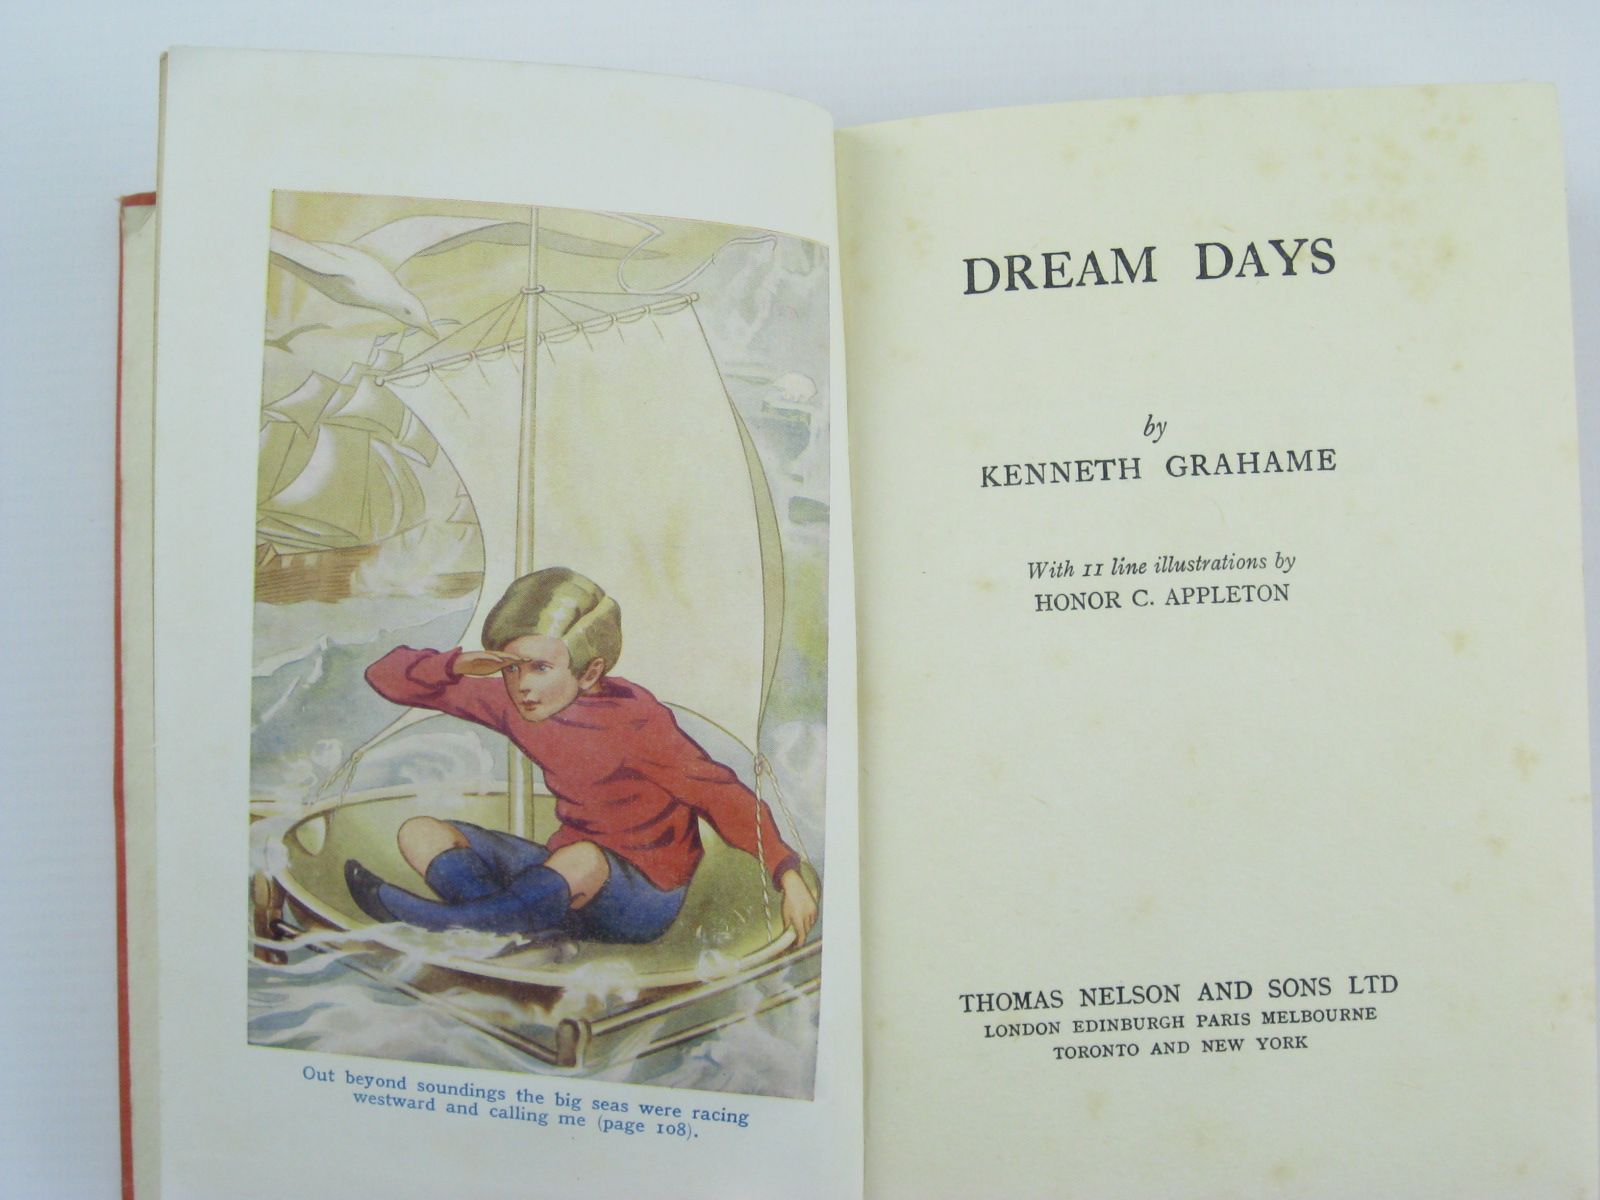 Out beyond soundings the big seas were racing
westward and calling me (page 108).
DREAM DAYS
by
KENNETH GRAHAME
With 11 line illustrations by
HONOR C. APPLETON
THOMAS NELSON AND SONS LTD
LONDON EDINBURGH PARIS MELBOURNE
TORONTO AND NEW YORK